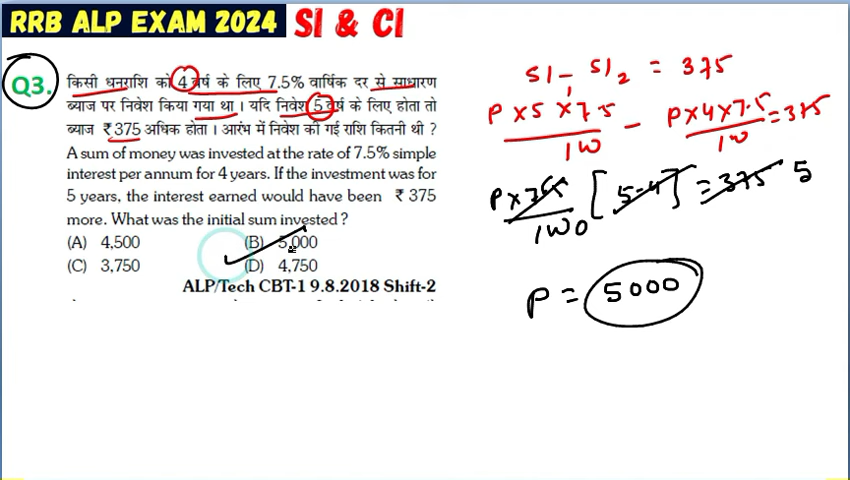 RRB ALP EXAM 2024 SI & CI
Q3.
किसी धनराशि को 4 वर्ष के लिए 7.5% वार्षिक दर से साधारण
ब्याज पर निवेश किया गया था । यदि निवेश 5 वर्ष के लिए होता तो
ब्याज ₹ 375 अधिक होता । आरंभ में निवेश की गई राशि कितनी थी ?
A sum of money was invested at the rate of 7.5% simple
interest per annum for 4 years. If the investment was for
5 years, the interest earned would have been ₹ 375
more. What was the initial sum invested ?
(A) 4,500 (B) 5,000
(C) 3,750 (D) 4,750
ALP/Tech CBT-1 9.8.2018 Shift-2
SI₁ - SI₂ = 375
P×5×7.5/100 - P×4×7.5/100 = 375
[5-4] = 375 5
P = 5000